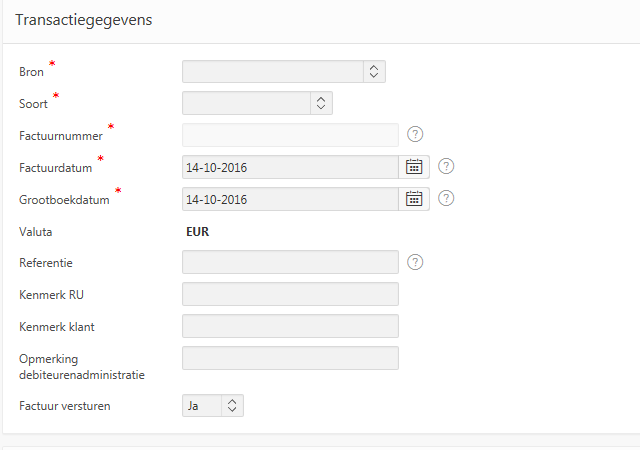 Transactiegegevens
Bron *
Soort *
Factuurnummer * ?
Factuurdatum * 14-10-2016 ?
Grootboekdatum * 14-10-2016 ?
Valuta EUR
Referentie ?
Kenmerk RU
Kenmerk klant
Opmerking
debiteurenadministratie
Factuur versturen Ja